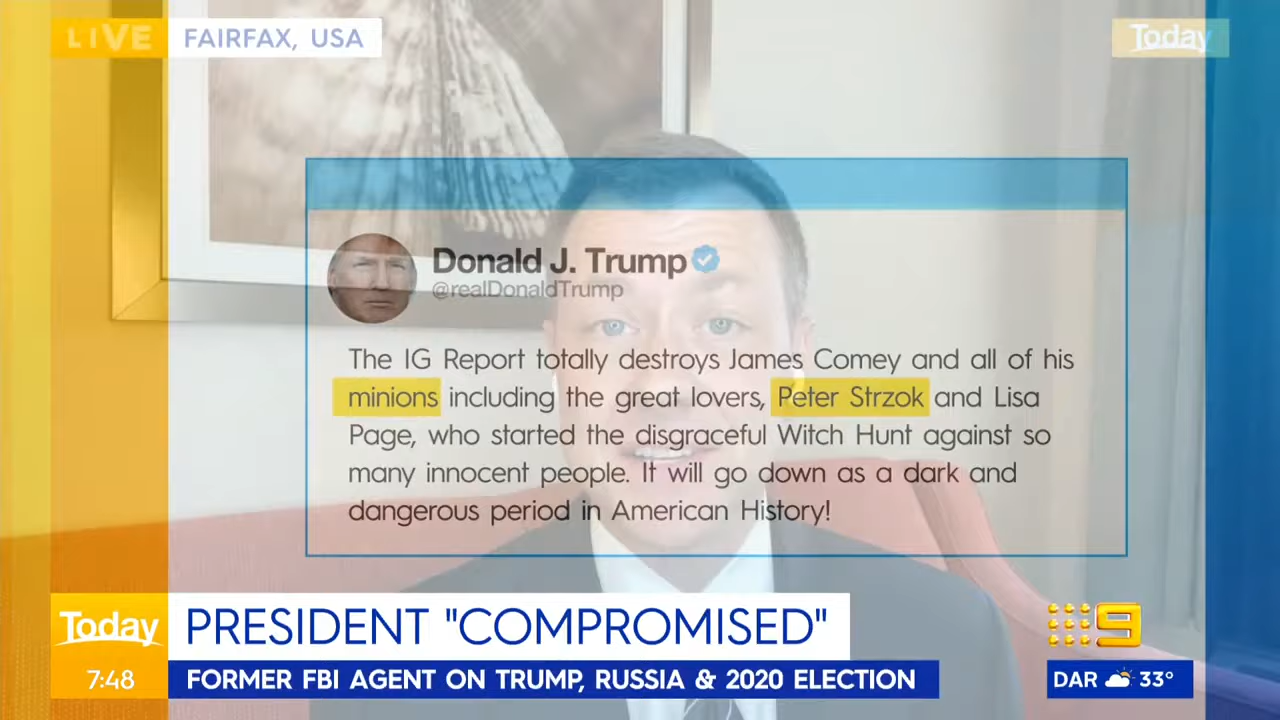 LIVE
FAIRFAX, USA
Today
Donald J. Trump
@realDonaldTrump
The IG Report totally destroys James Comey and all of his
minions including the great lovers, Peter Strzok and Lisa
Page, who started the disgraceful Witch Hunt against so
many innocent people. It will go down as a dark and
dangerous period in American History!
Today
PRESIDENT "COMPROMISED"
9
7:48
FORMER FBI AGENT ON TRUMP, RUSSIA & 2020 ELECTION
DAR 33°